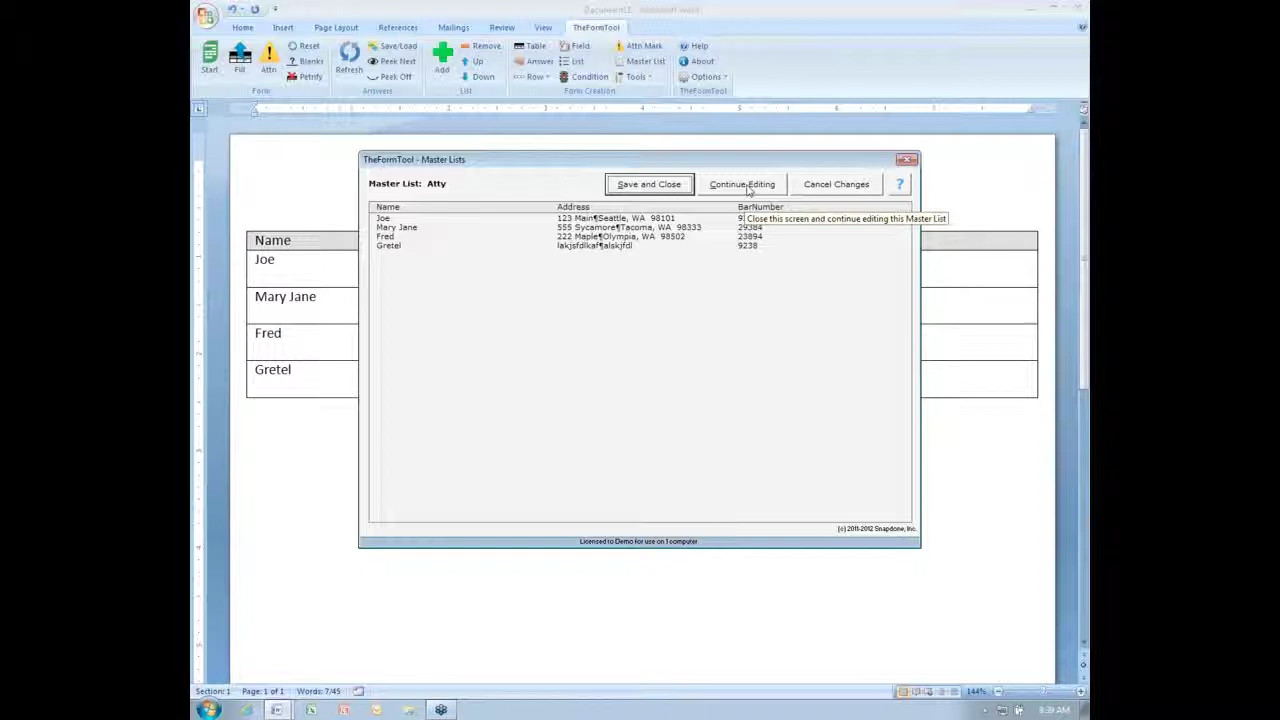 Home Insert Page Layout References Mailings Review View TheFormTool
Start Fill Attn Reset Refresh Save/Load Add Remove Table Field Attn Mark Help
? Blanks Peek Next Up Answer List Master List About
Petrify Peek Off Down Row Condition Tools Options
Form Answers List Form Creation TheFormTool
TheFormTool - Master Lists
Master List: Atty Save and Close Continue Editing Cancel Changes ?
Name Address BarNumber
Close this screen and continue editing this Master List
Joe 123 Main¶Seattle, WA 98101
Mary Jane 555 Sycamore¶Tacoma, WA 98333 29384
Fred 222 Maple¶Olympia, WA 98502 23894
Gretel lakjsfdlkaf¶alskjfdl 9238
(c) 2011-2012 Snapdone, Inc.
Licensed to Demo for use on 1 computer
Name
Joe
Mary Jane
Fred
Gretel
Section: 1 Page: 1 of 1 Words: 7/45 144%
8:39 AM